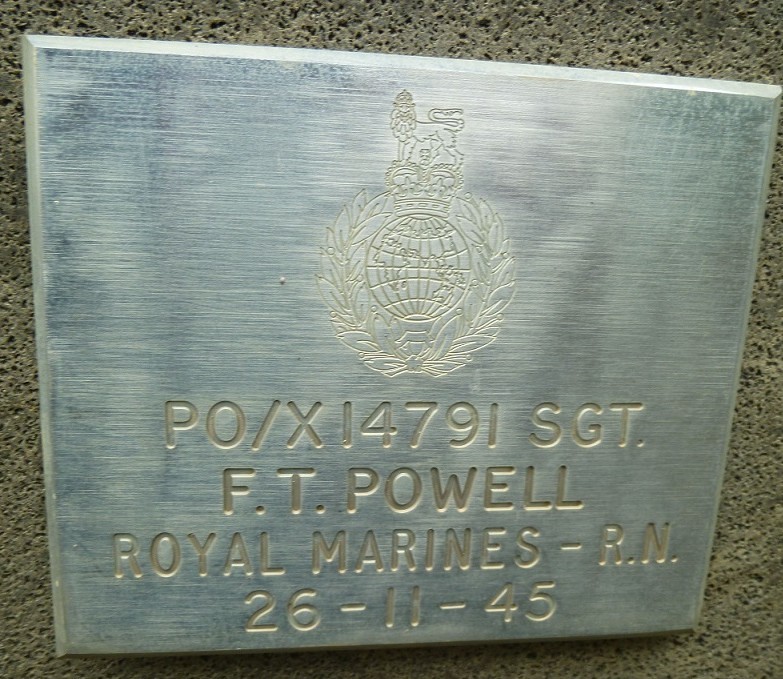 PO/X14791 SGT.
F.T. POWELL
ROYAL MARINES - R.N.
26-11-45